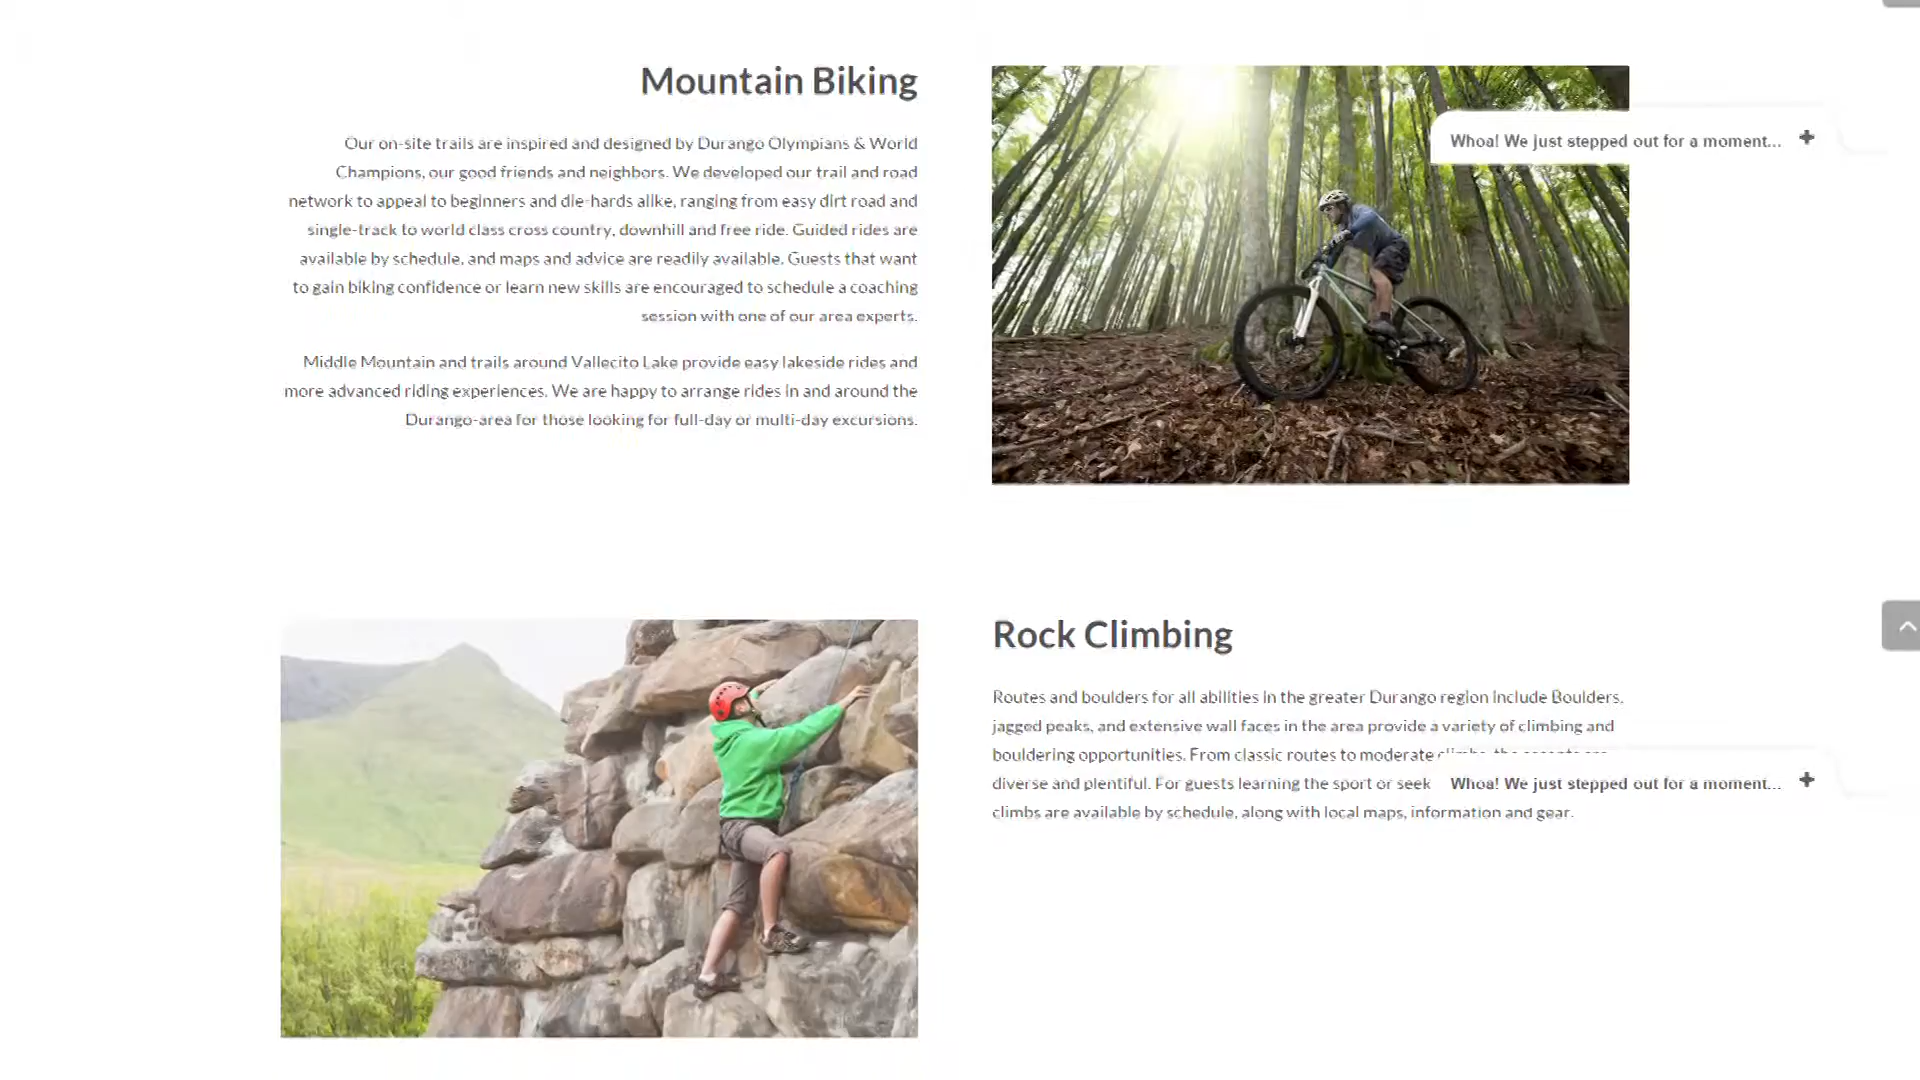 Mountain Biking
Our on-site trails are inspired and designed by Durango Olympians & World
Champions, our good friends and neighbors. We developed our trail and road
network to appeal to beginners and die-hards alike, ranging from easy dirt road and
single-track to world class cross country, downhill and free ride. Guided rides are
available by schedule, and maps and advice are readily available. Guests that want
to gain biking confidence or learn new skills are encouraged to schedule a coaching
session with one of our area experts.
Middle Mountain and trails around Vallecito Lake provide easy lakeside rides and
more advanced riding experiences. We are happy to arrange rides in and around the
Durango-area for those looking for full-day or multi-day excursions.
Whoa! We just stepped out for a moment...
Rock Climbing
Routes and boulders for all abilities in the greater Durango region include Boulders,
jagged peaks, and extensive wall faces in the area provide a variety of climbing and
bouldering opportunities. From classic routes to moderate
diverse and plentiful. For guests learning the sport or seek
climbs are available by schedule, along with local maps, information and gear.
Whoa! We just stepped out for a moment...